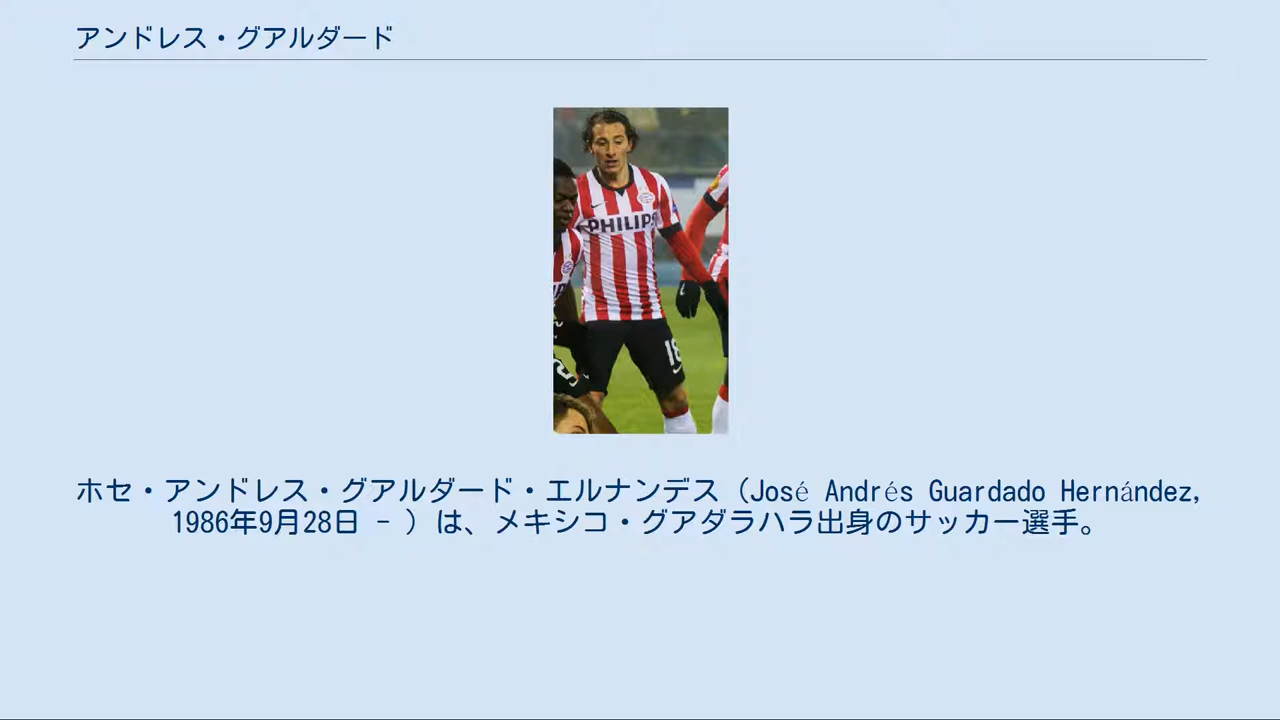 アンドレス・グアルダード
PHILIPS
18
2
ホセ・アンドレス・グアルダード・エルナンデス（José Andrés Guardado Hernández,
1986年9月28日 - ）は、メキシコ・グアダラハラ出身のサッカー選手。